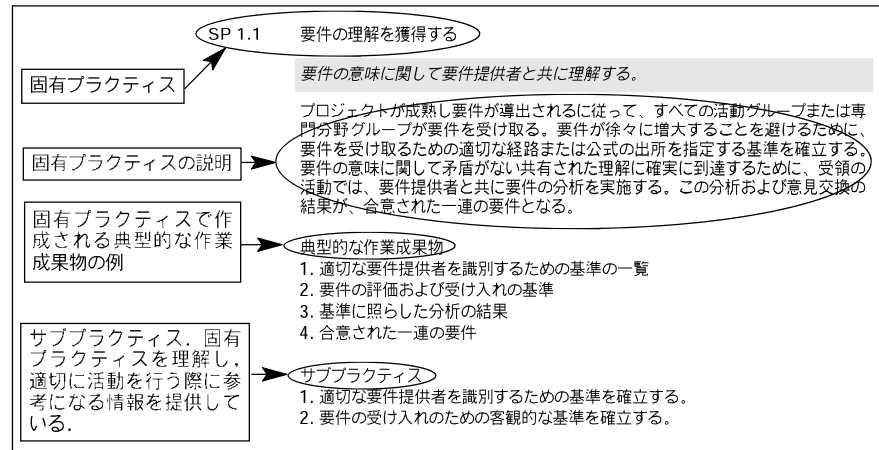 SP 1.1 要件の理解を獲得する
固有プラクティス
要件の意味に関して要件提供者と共に理解する。
プロジェクトが成熟し要件が導出されるに従って、すべての活動グループまたは専
門分野グループが要件を受け取る。要件が徐々に増大することを避けるために、
要件を受け取るための適切な経路または公式の出所を指定する基準を確立する。
要件の意味に関して矛盾がない共有された理解に確実に到達するために、受領の
活動では、要件提供者と共に要件の分析を実施する。この分析および意見交換の
結果が、合意された一連の要件となる。
固有プラクティスの説明
固有プラクティスで作
成される典型的な作業
成果物の例
典型的な作業成果物
1. 適切な要件提供者を識別するための基準の一覧
2. 要件の評価および受け入れの基準
3. 基準に照らした分析の結果
4. 合意された一連の要件
サブプラクティス．固有
プラクティスを理解し，
適切に活動を行う際に参
考になる情報を提供して
いる．
サブプラクティス
1. 適切な要件提供者を識別するための基準を確立する。
2. 要件の受け入れのための客観的な基準を確立する。